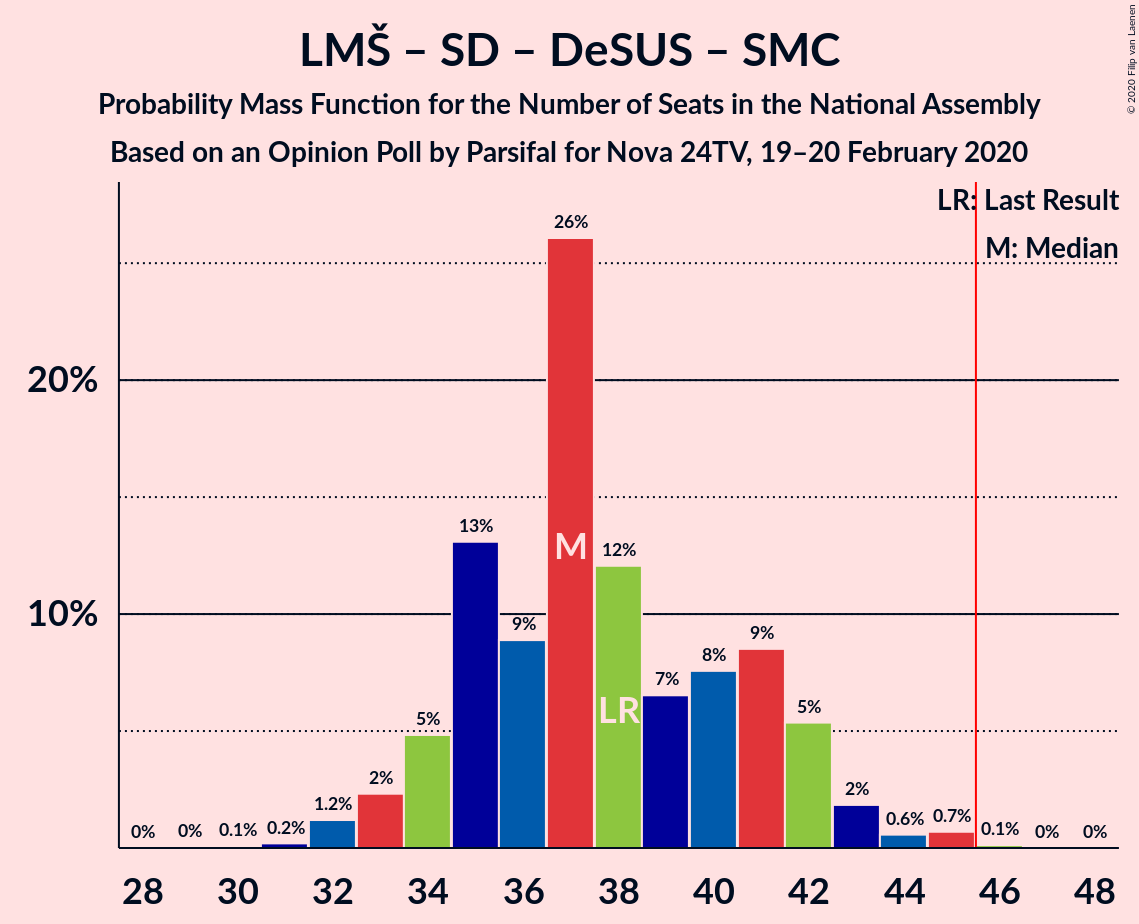 LMŠ – SD – DeSUS – SMC
Probability Mass Function for the Number of Seats in the National Assembly
Based on an Opinion Poll by Parsifal for Nova 24TV, 19–20 February 2020
© 2020 Filip van Laenen
LR: Last Result
M: Median
20%
10%
0% 0% 0.1% 0.2% 1.2% 2% 5% 13% 9% 26% 12% 7% 8% 9% 5% 2% 0.6% 0.7% 0.1% 0% 0%
M
LR
28 30 32 34 36 38 40 42 44 46 48